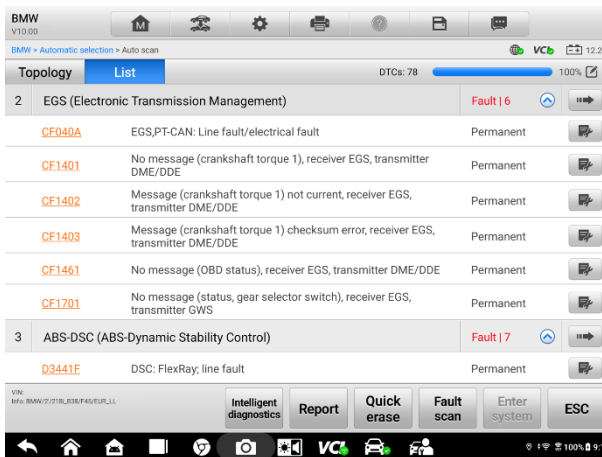 BMW
V10.00
M
?
BMW > Automatic selection > Auto scan
VCI
12.2
Topology
List
DTCs: 78
100%
2 EGS (Electronic Transmission Management) Fault | 6
CF040A EGS,PT-CAN: Line fault/electrical fault Permanent
CF1401 No message (crankshaft torque 1), receiver EGS, transmitter
DME/DDE Permanent
CF1402 Message (crankshaft torque 1) not current, receiver EGS,
transmitter DME/DDE Permanent
CF1403 Message (crankshaft torque 1) checksum error, receiver EGS,
transmitter DME/DDE Permanent
CF1461 No message (OBD status), receiver EGS, transmitter DME/DDE Permanent
CF1701 No message (status, gear selector switch), receiver EGS,
transmitter GWS Permanent
3 ABS-DSC (ABS-Dynamic Stability Control) Fault | 7
D3441F DSC: FlexRay; line fault Permanent
VIN:
Info: BMW/2'/218i_B38/F45/EUR_LL
Intelligent
diagnostics
Report
Quick
erase
Fault
scan
Enter
system
ESC
VCI
100%